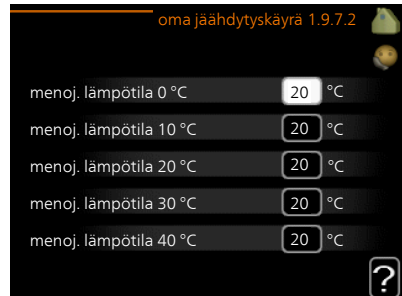 oma jäähdytyskäyrä 1.9.7.2
menoj. lämpötila 0 °C 20 °C
menoj. lämpötila 10 °C 20 °C
menoj. lämpötila 20 °C 20 °C
menoj. lämpötila 30 °C 20 °C
menoj. lämpötila 40 °C 20 °C
?